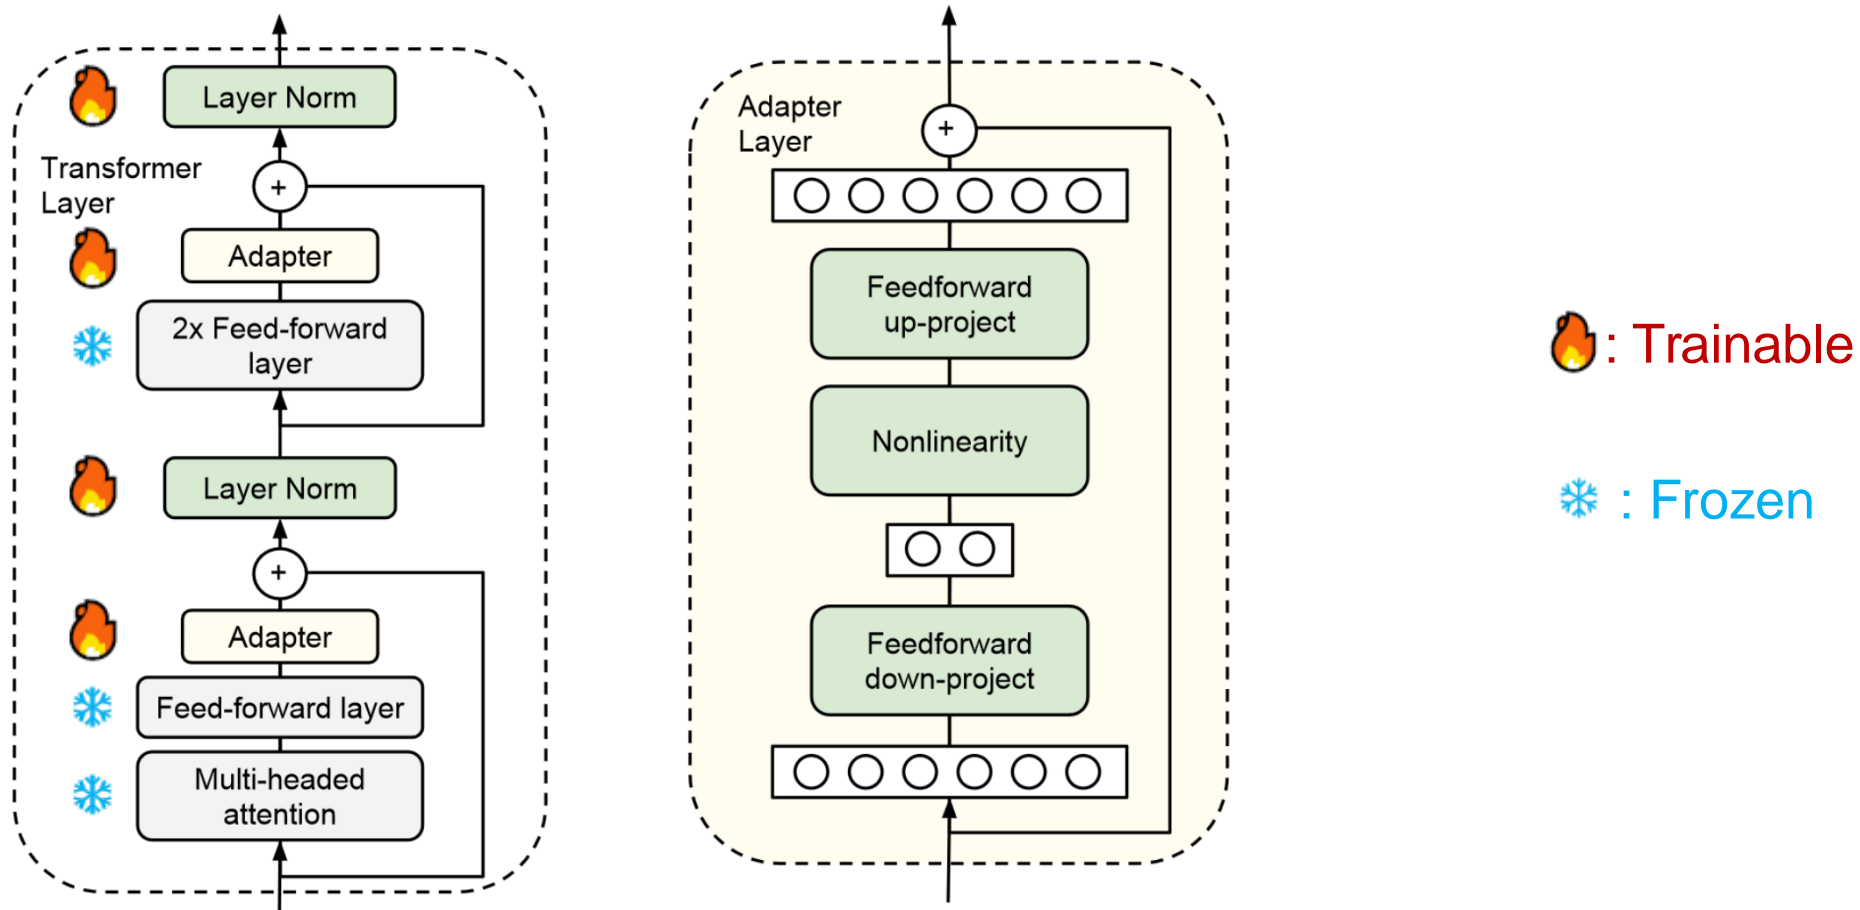 Layer Norm
Transformer
Layer
+
Adapter
2x Feed-forward
layer
Layer Norm
+
Adapter
Feed-forward layer
Multi-headed
attention
Adapter
Layer
+
Feedforward
up-project
Nonlinearity
Feedforward
down-project
: Trainable
: Frozen